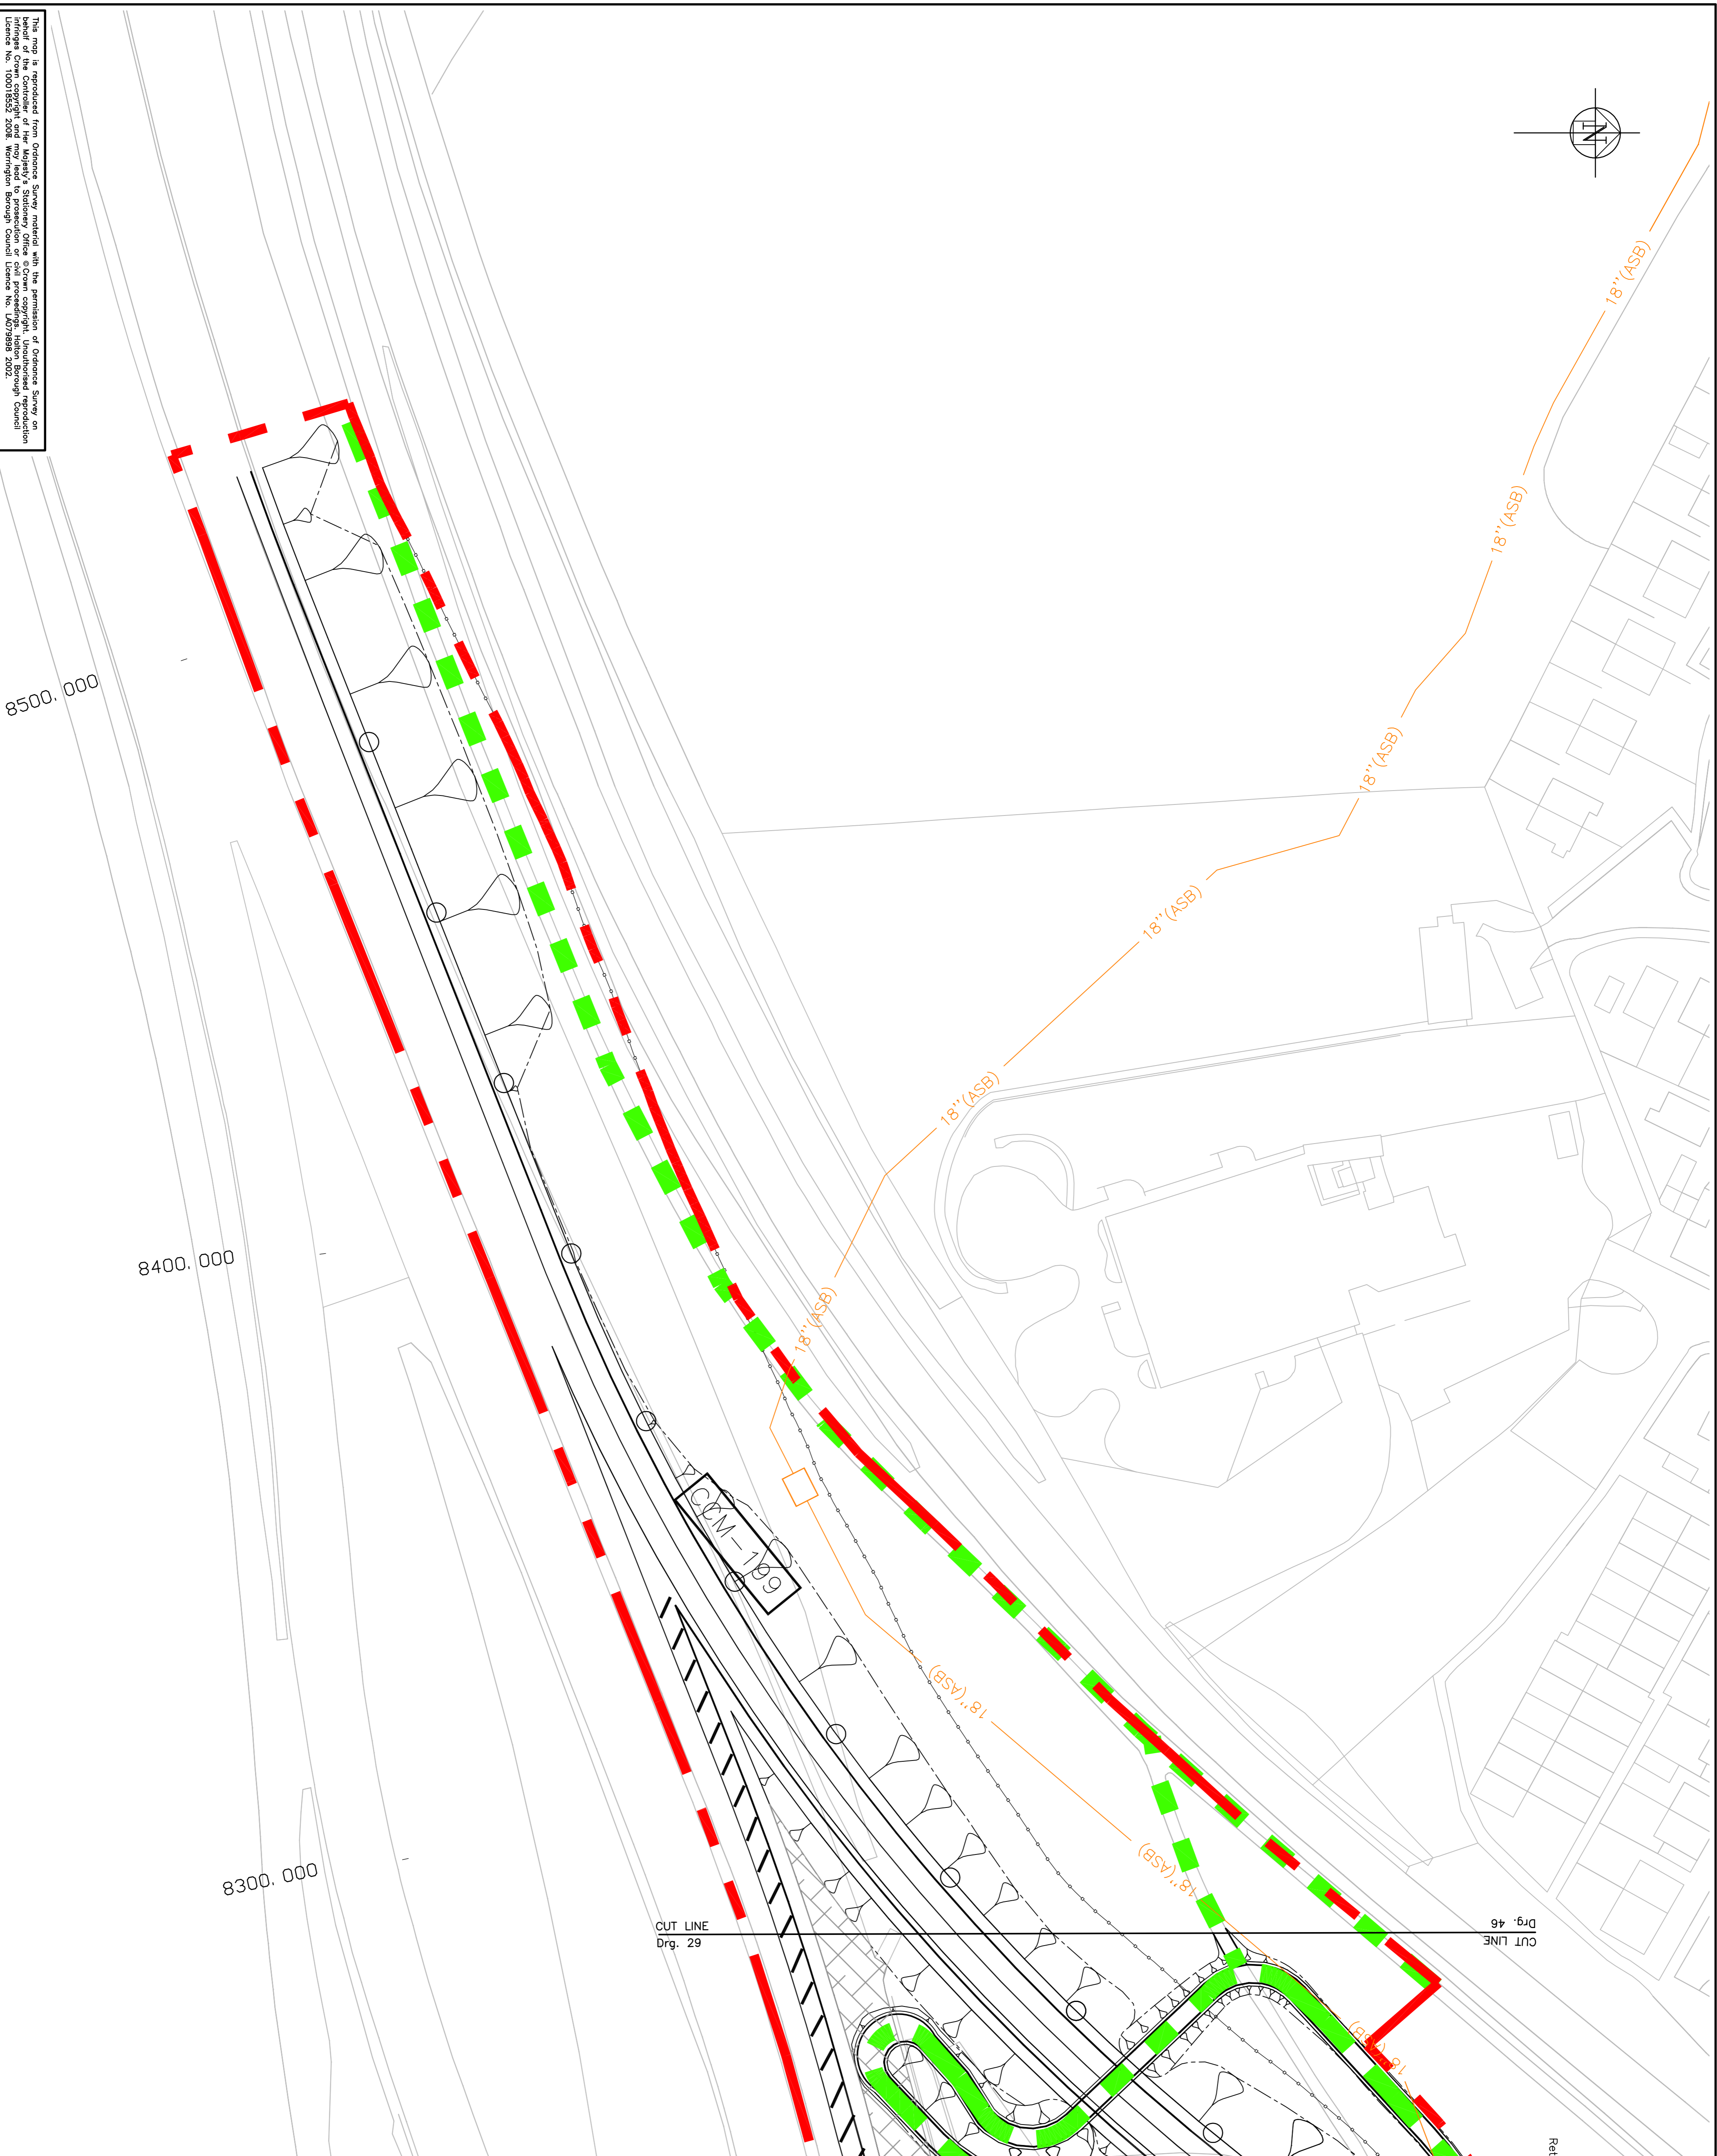 This map is reproduced from Ordnance Survey material with the permission of Ordnance Survey on
behalf of the Controller of Her Majesty's Stationery Office © Crown copyright. Unauthorised reproduction
infringes Crown copyright and may lead to prosecution or civil proceedings. Halton Borough Council
Licence No. 100018552 2008. Warrington Borough Council Licence No. LA079898 2002.
N
18"(ASB)
18"(ASB)
18"(ASB)
18"(ASB)
18"(ASB)
18"(ASB)
18"(ASB)
18"(ASB)
18"(ASB)
8500.000
8400.000
8300.000
CCM-199
CUT LINE
Drg. 29
CUT LINE
Drg. 46
Ret